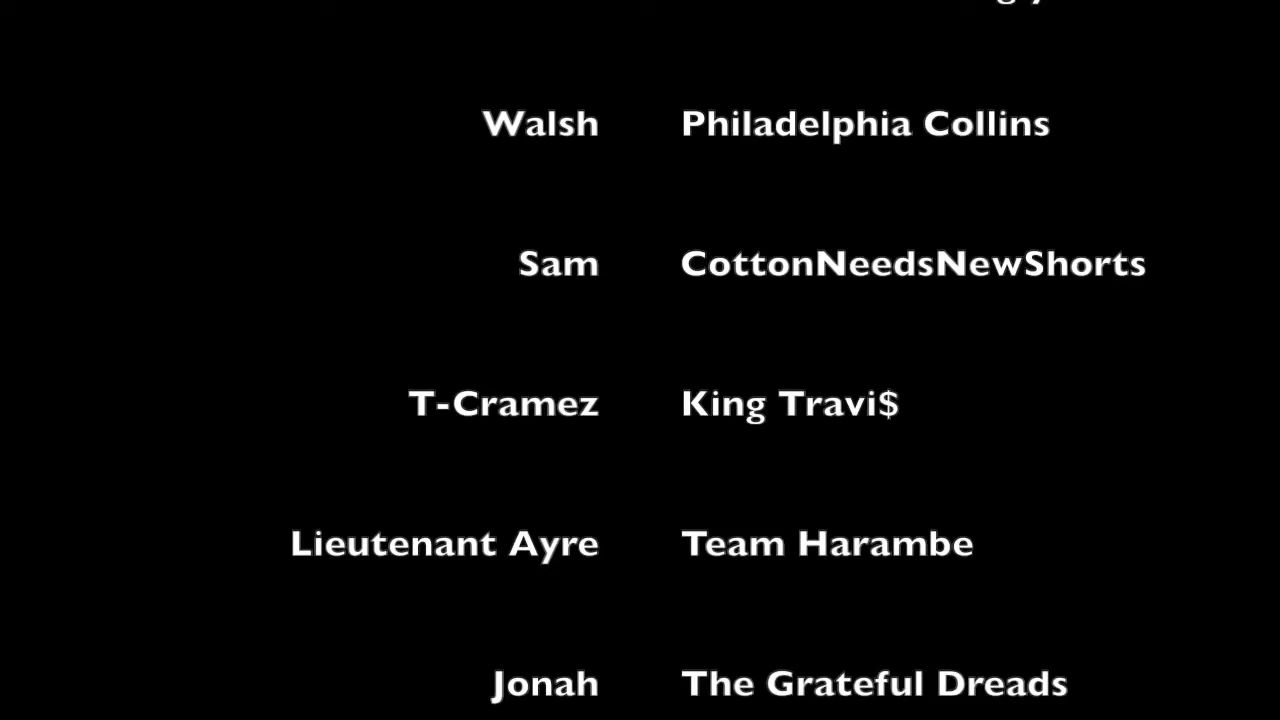 Walsh Philadelphia Collins
Sam CottonNeedsNewShorts
T-Cramez King Travi$
Lieutenant Ayre Team Harambe
Jonah The Grateful Dreads